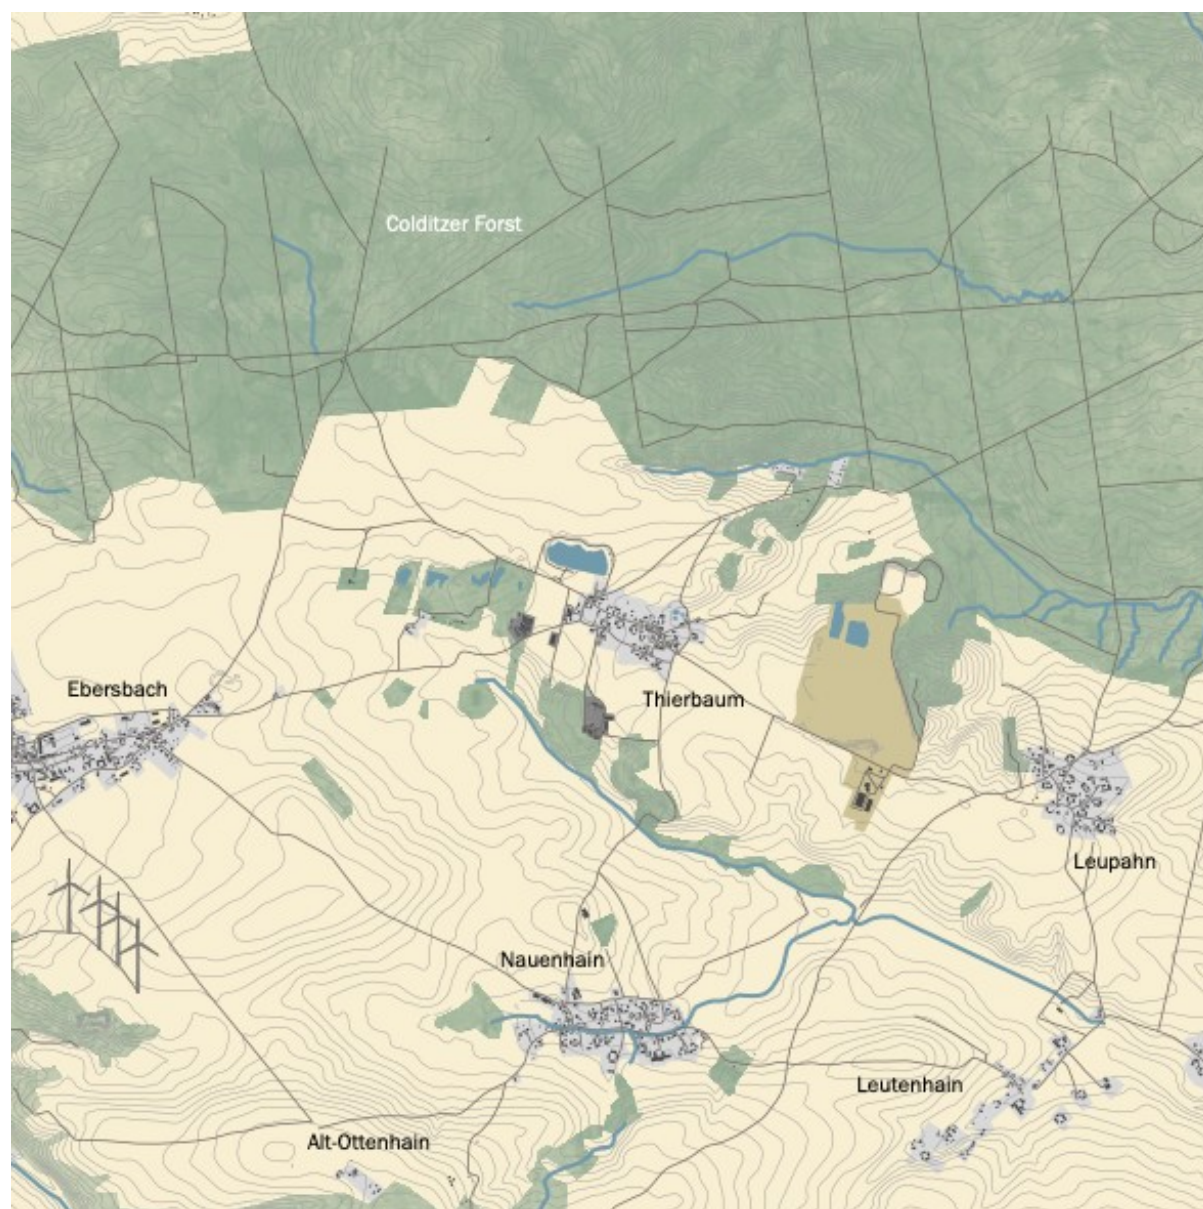 Colditzer Forst
Ebersbach
Thierbaum
Leupahn
Nauenhain
Leutenhain
Alt-Ottenhain